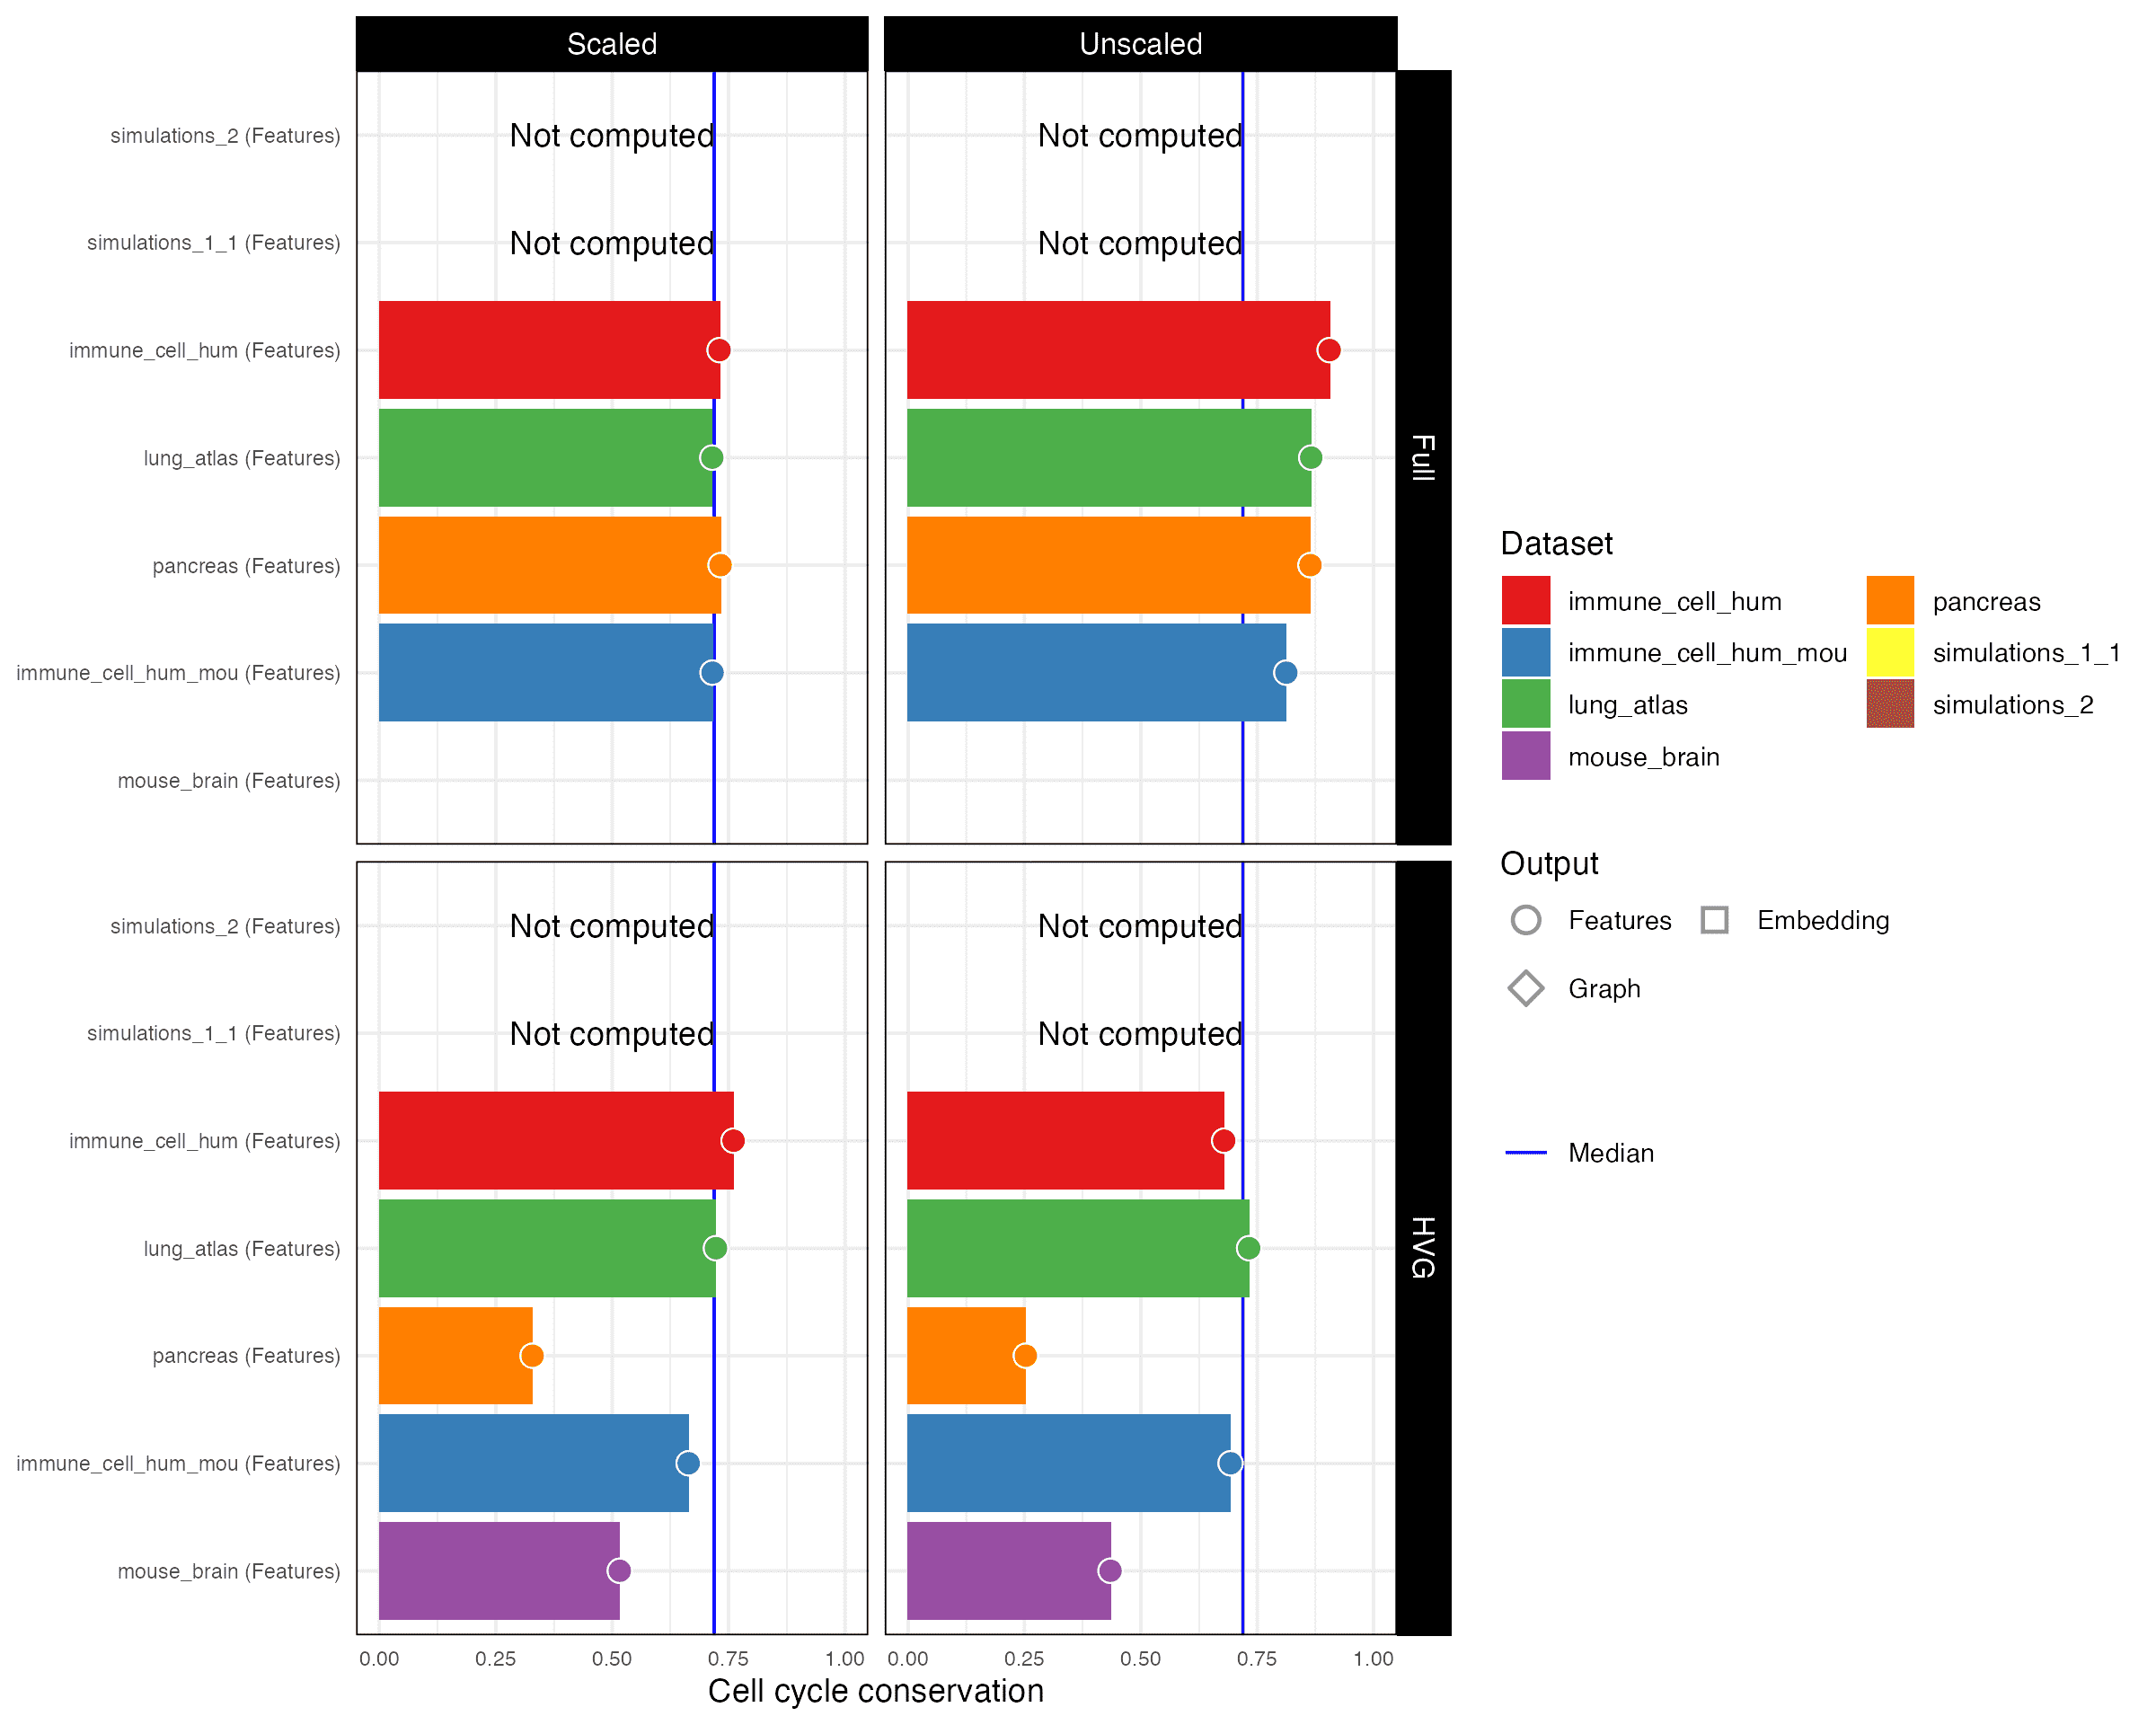 Scaled
Unscaled
simulations_2 (Features)
Not computed
Not computed
simulations_1_1 (Features)
Not computed
Not computed
immune_cell_hum (Features)
lung_atlas (Features)
pancreas (Features)
immune_cell_hum_mou (Features)
mouse_brain (Features)
Full
simulations_2 (Features)
Not computed
Not computed
simulations_1_1 (Features)
Not computed
Not computed
immune_cell_hum (Features)
lung_atlas (Features)
pancreas (Features)
immune_cell_hum_mou (Features)
mouse_brain (Features)
HVG
0.00 0.25 0.50 0.75 1.00
0.00 0.25 0.50 0.75 1.00
Cell cycle conservation
Dataset
immune_cell_hum
immune_cell_hum_mou
lung_atlas
mouse_brain
pancreas
simulations_1_1
simulations_2
Output
Features
Embedding
Graph
Median